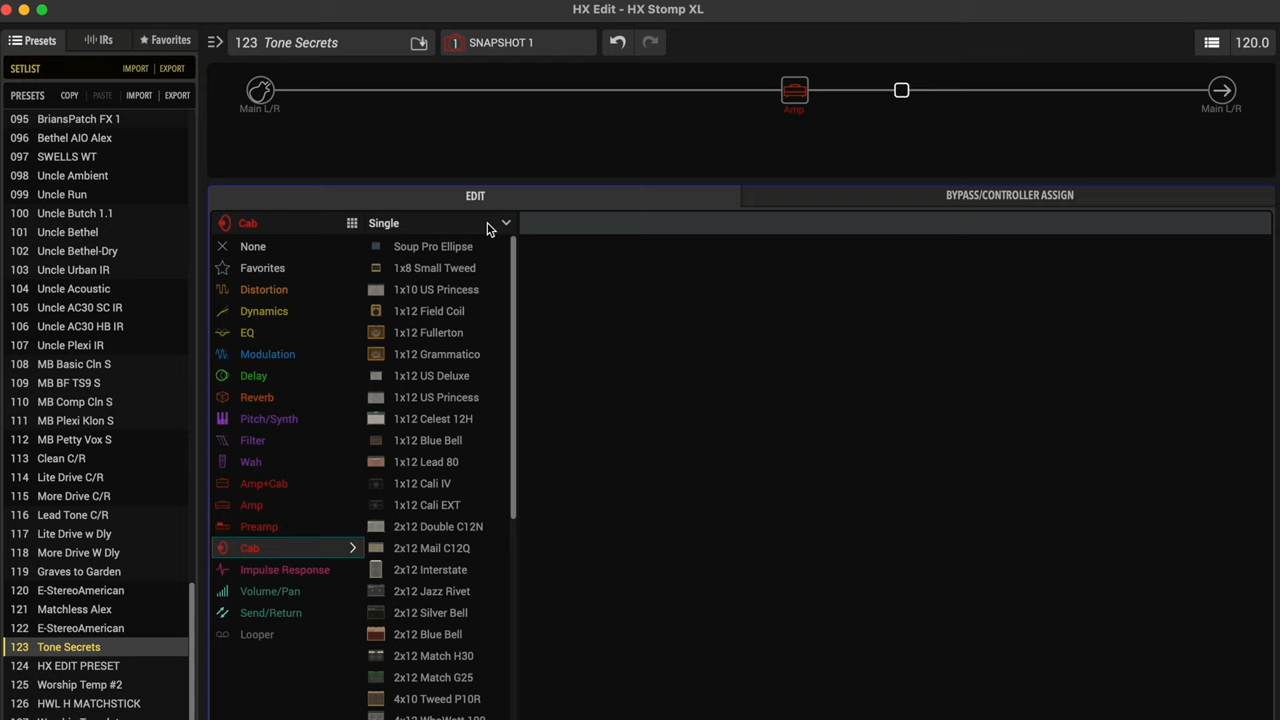 HX Edit - HX Stomp XL
Presets
IRs
Favorites
123 Tone Secrets
1 SNAPSHOT 1
120.0
SETLIST
IMPORT
EXPORT
PRESETS
COPY
PASTE
IMPORT
EXPORT
095 BriansPatch FX 1
096 Bethel AIO Alex
097 SWELLS WT
098 Uncle Ambient
099 Uncle Run
100 Uncle Butch 1.1
101 Uncle Bethel
102 Uncle Bethel-Dry
103 Uncle Urban IR
104 Uncle Acoustic
105 Uncle AC30 SC IR
106 Uncle AC30 HB IR
107 Uncle Plexi IR
108 MB Basic Cln S
109 MB BF TS9 S
110 MB Comp Cln S
111 MB Plexi Klon S
112 MB Petty Vox S
113 Clean C/R
114 Lite Drive C/R
115 More Drive C/R
116 Lead Tone C/R
117 Lite Drive w Dly
118 More Drive W Dly
119 Graves to Garden
120 E-StereoAmerican
121 Matchless Alex
122 E-StereoAmerican
123 Tone Secrets
124 HX EDIT PRESET
125 Worship Temp #2
126 HWL H MATCHSTICK
Main L/R
Amp
Main L/R
EDIT
BYPASS/CONTROLLER ASSIGN
Cab
Single
None
Favorites
Distortion
Dynamics
EQ
Modulation
Delay
Reverb
Pitch/Synth
Filter
Wah
Amp+Cab
Amp
Preamp
Cab
Impulse Response
Volume/Pan
Send/Return
Looper
Soup Pro Ellipse
1x8 Small Tweed
1x10 US Princess
1x12 Field Coil
1x12 Fullerton
1x12 Grammatico
1x12 US Deluxe
1x12 US Princess
1x12 Celest 12H
1x12 Blue Bell
1x12 Lead 80
1x12 Cali IV
1x12 Cali EXT
2x12 Double C12N
2x12 Mail C12Q
2x12 Interstate
2x12 Jazz Rivet
2x12 Silver Bell
2x12 Blue Bell
2x12 Match H30
2x12 Match G25
4x10 Tweed P10R
4x12 WhoWatt 100